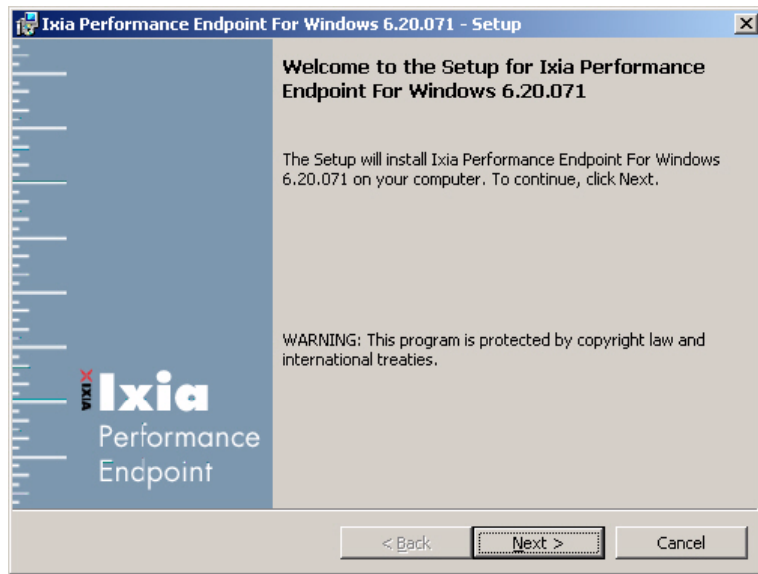 Ixia Performance Endpoint For Windows 6.20.071 - Setup
Welcome to the Setup for Ixia Performance
Endpoint For Windows 6.20.071
The Setup will install Ixia Performance Endpoint For Windows
6.20.071 on your computer. To continue, click Next.
WARNING: This program is protected by copyright law and
international treaties.
IXIA
Ixia
Performance
Endpoint
< Back
Next >
Cancel